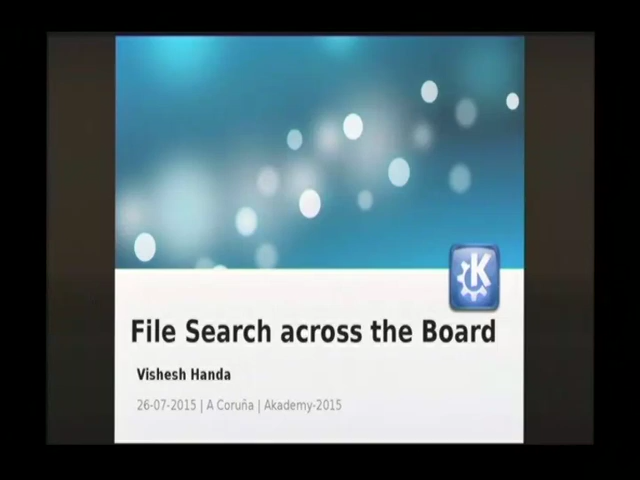 K
File Search across the Board
Vishesh Handa
26-07-2015 | A Coruña | Akademy-2015